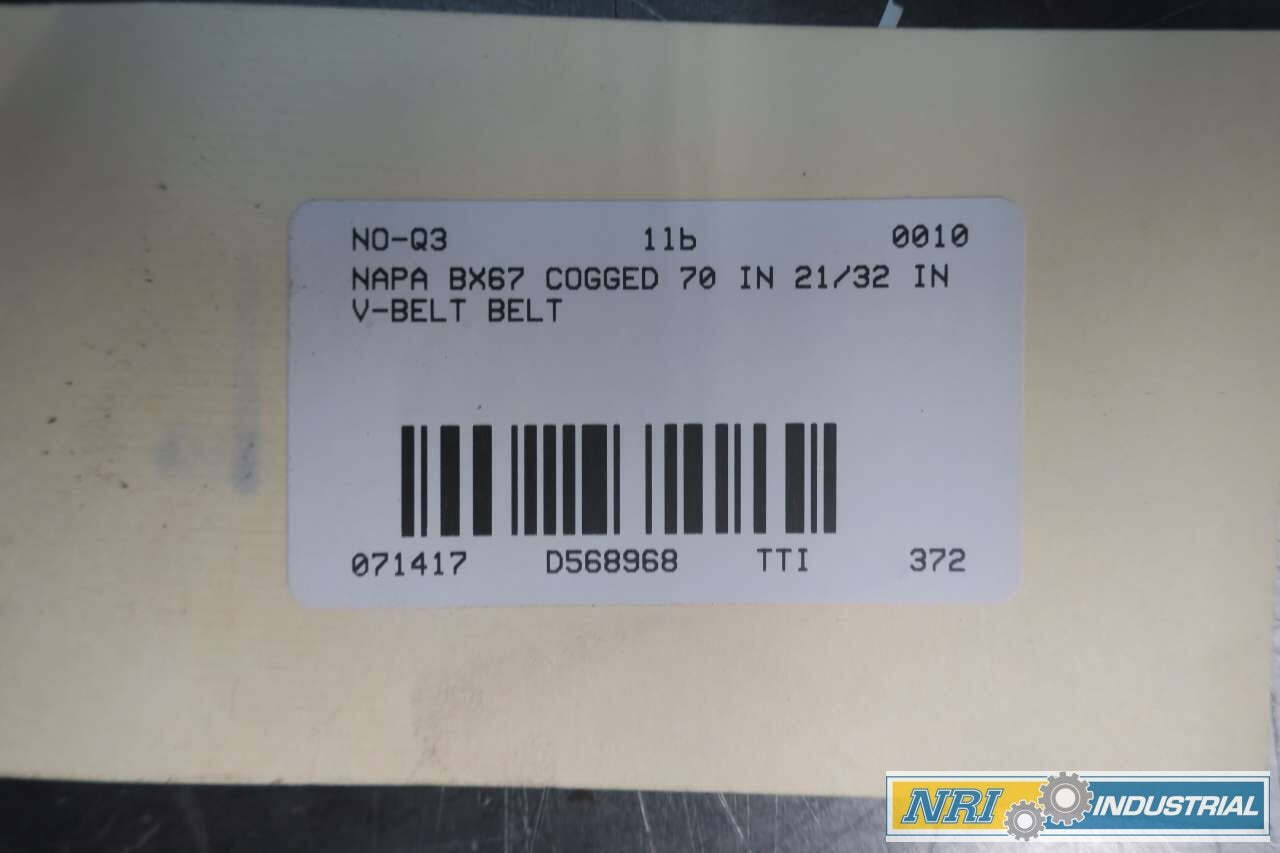 NO-Q3 1lb 0010
NAPA BX67 COGGED 70 IN 21/32 IN
V-BELT BELT
071417 D568968 TTI 372
NRI INDUSTRIAL